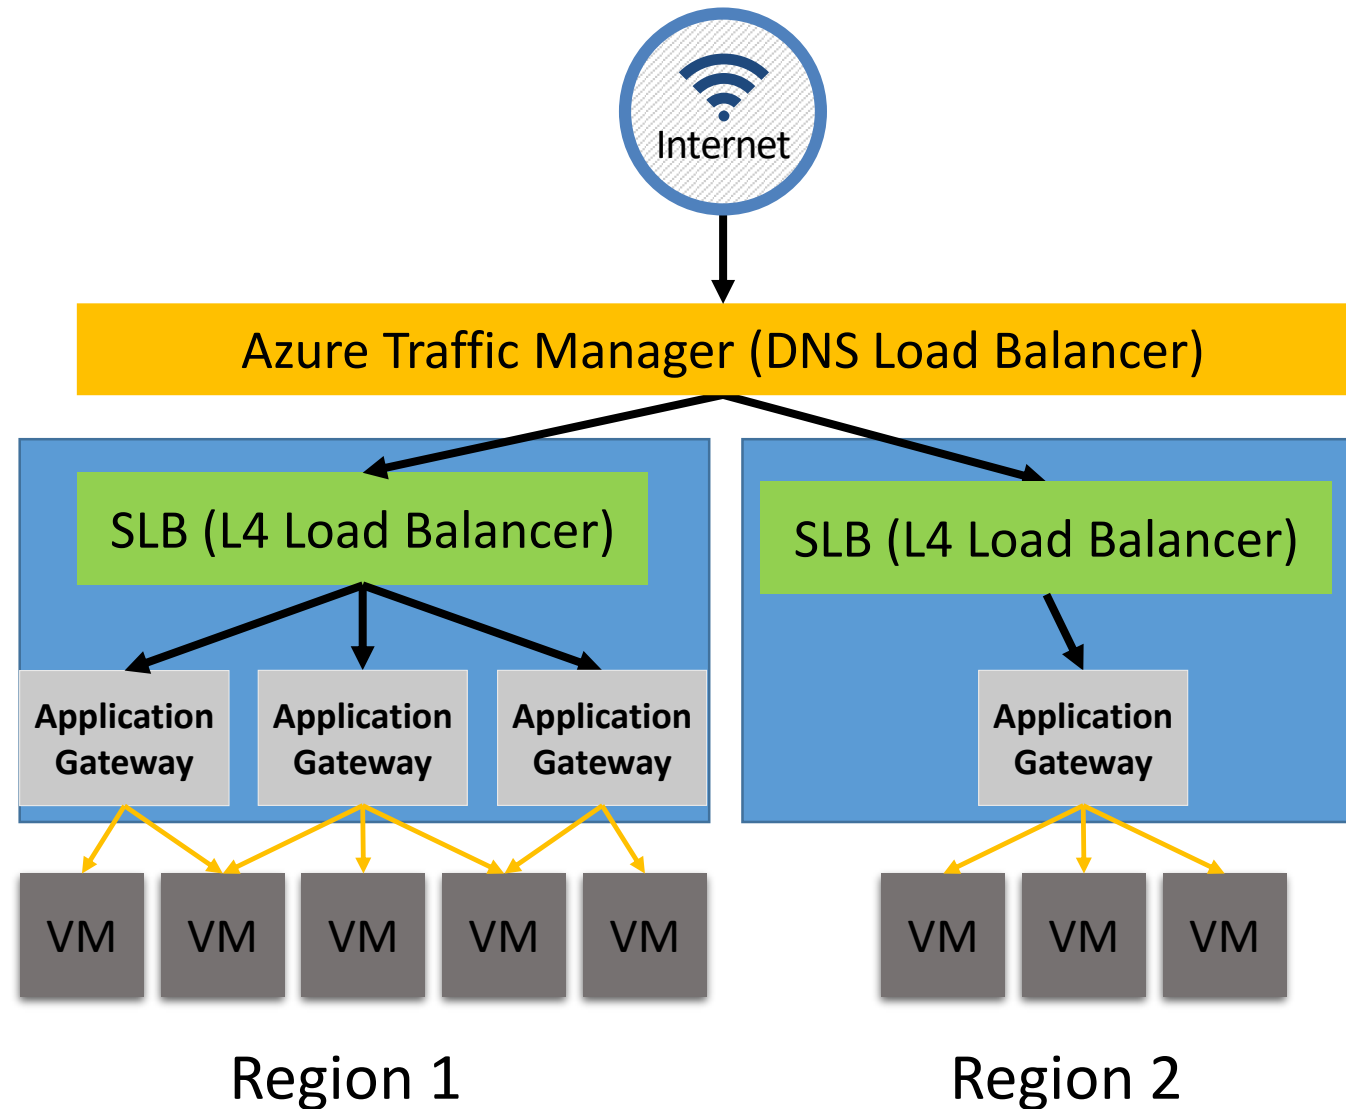 Internet
Azure Traffic Manager (DNS Load Balancer)
SLB (L4 Load Balancer)
SLB (L4 Load Balancer)
Application
Gateway
Application
Gateway
Application
Gateway
Application
Gateway
VM
VM
VM
VM
VM
VM
VM
VM
Region 1
Region 2